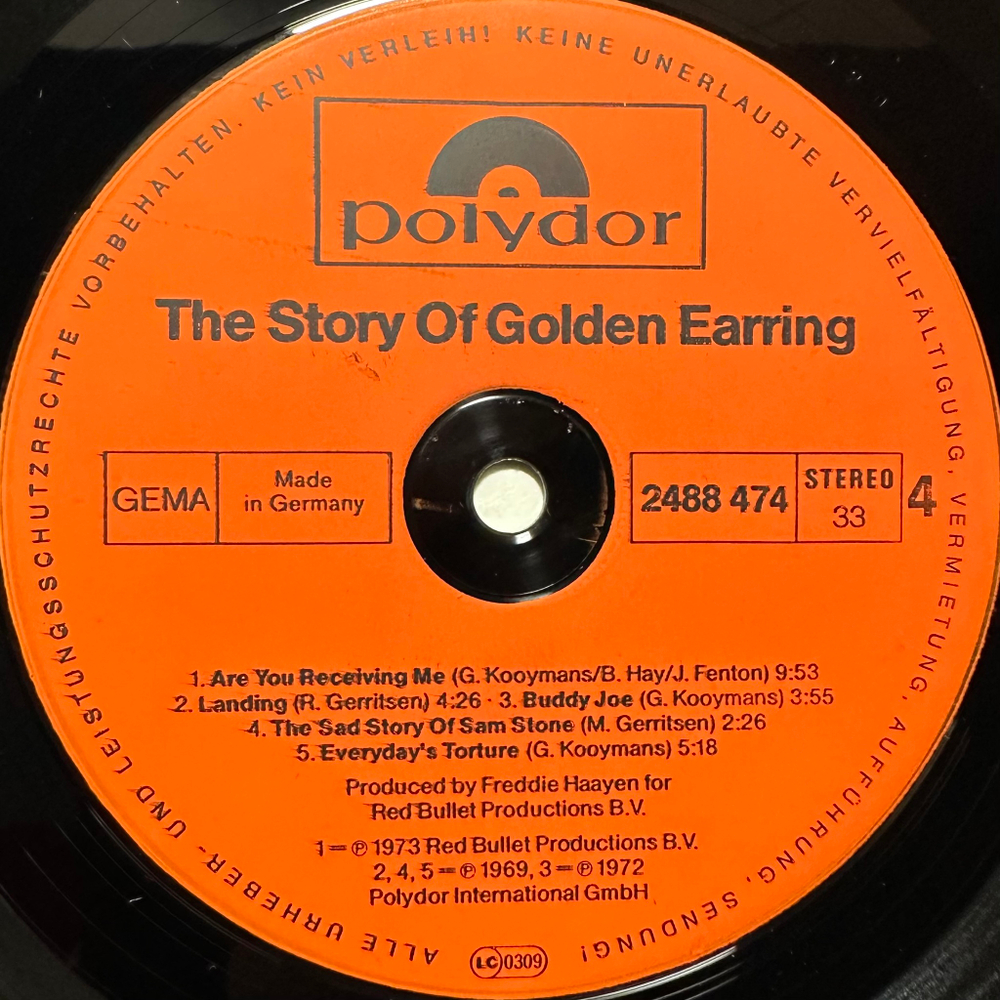 ALLE URHEBER- UND LEISTUNGSSCHUTZRECHTE VORBEHALTEN. KEIN VERLEIH! KEINE UNERLAUBTE VERVIELFÄLTIGUNG, VERMIETUNG, AUFFÜHRUNG, SENDUNG!
polydor
The Story Of Golden Earring
GEMA
Made
in Germany
2488 474
STEREO
33
4
1. Are You Receiving Me (G. Kooymans/B. Hay/J. Fenton) 9:53
2. Landing (R. Gerritsen) 4:26 · 3. Buddy Joe (G. Kooymans) 3:55
4. The Sad Story Of Sam Stone (M. Gerritsen) 2:26
5. Everyday's Torture (G. Kooymans) 5:18
Produced by Freddie Haayen for
Red Bullet Productions B.V.
1 = ℗ 1973 Red Bullet Productions B.V.
2, 4, 5 = ℗ 1969, 3 = ℗ 1972
Polydor International GmbH
LC 0309